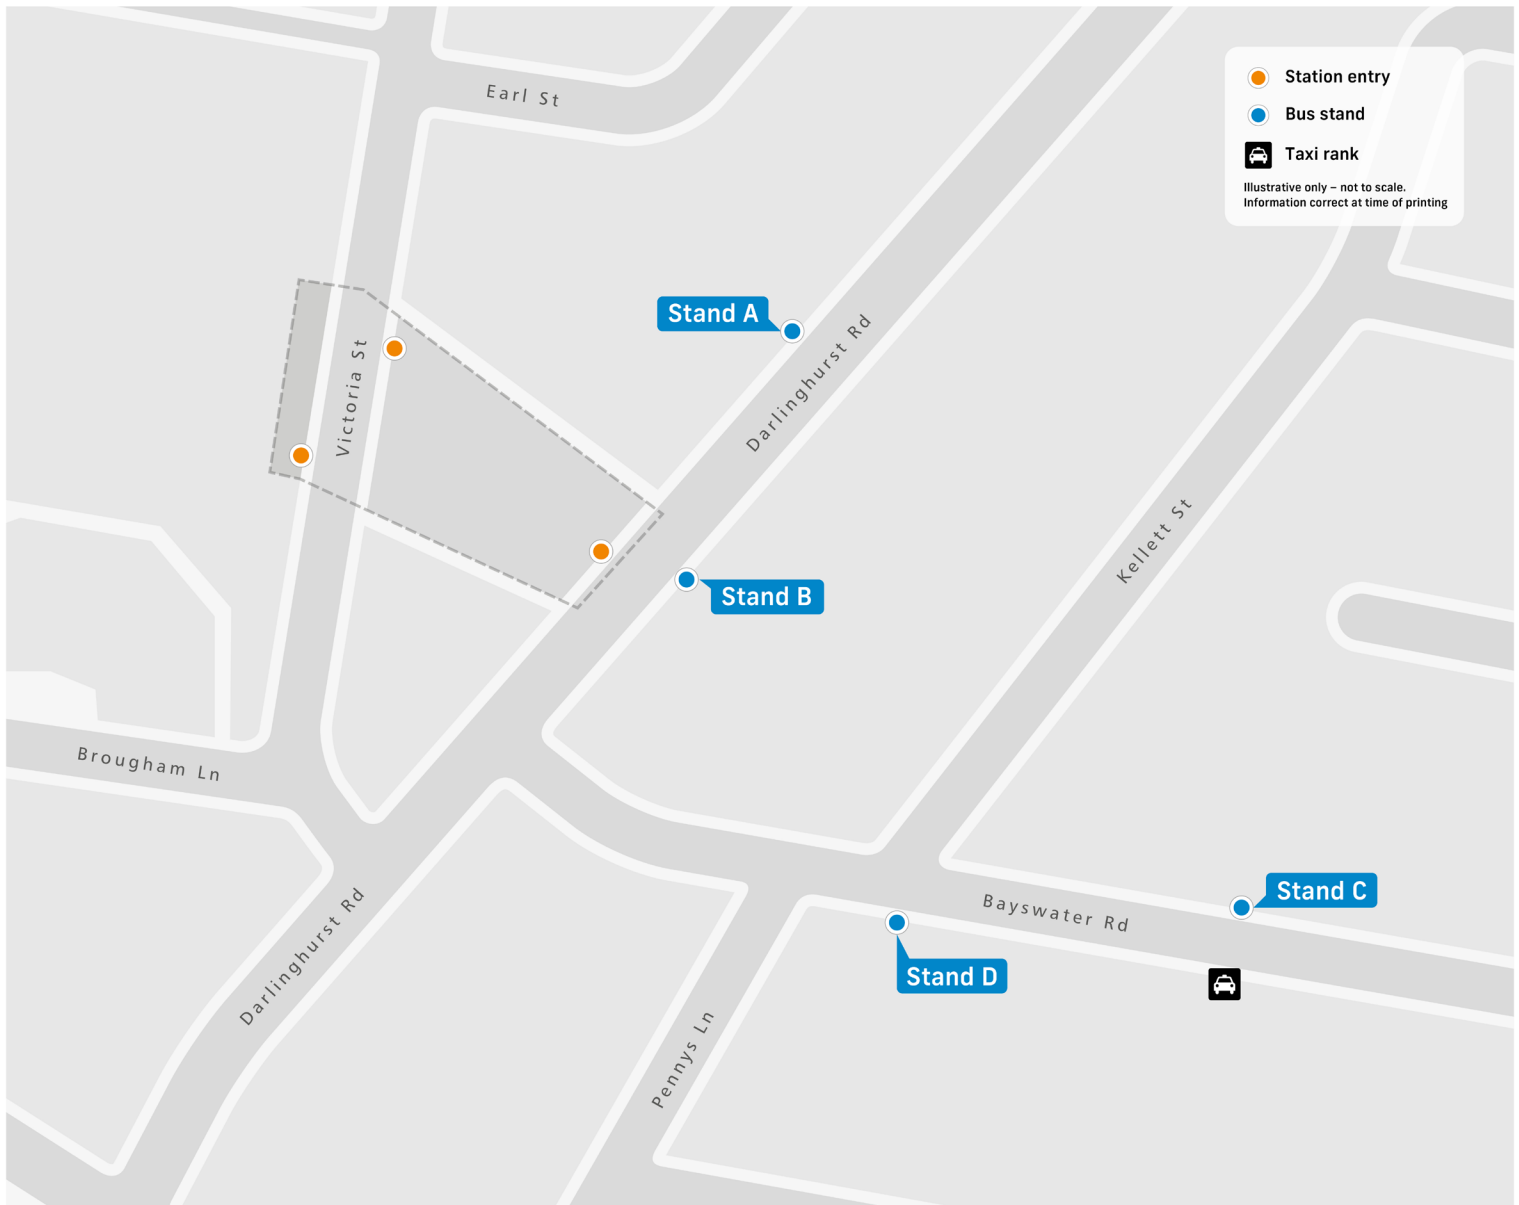 Earl St
Station entry
Bus stand
Taxi rank
Illustrative only – not to scale.
Information correct at time of printing
Stand A
Victoria St
Darlinghurst Rd
Stand B
Kellett St
Brougham Ln
Stand C
Bayswater Rd
Darlinghurst Rd
Stand D
Pennys Ln